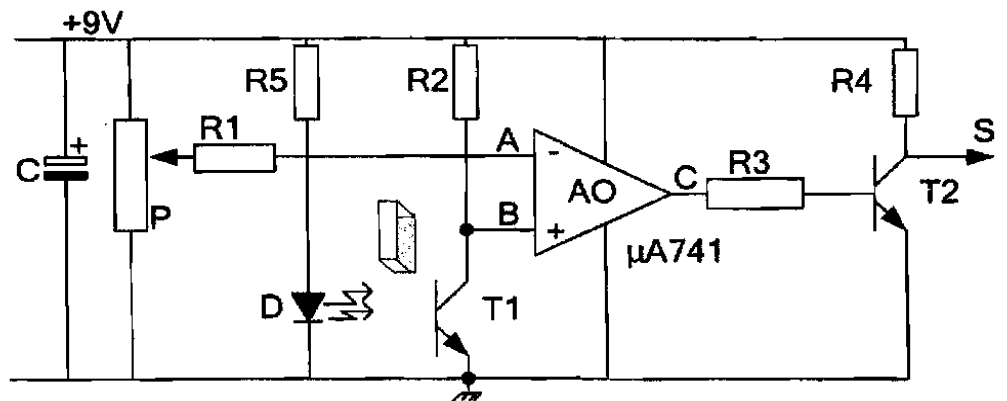 +9V
R5
R2
R4
R1
A
-
S
C
+
AO
C
R3
P
B
+
T2
µA741
D
T1